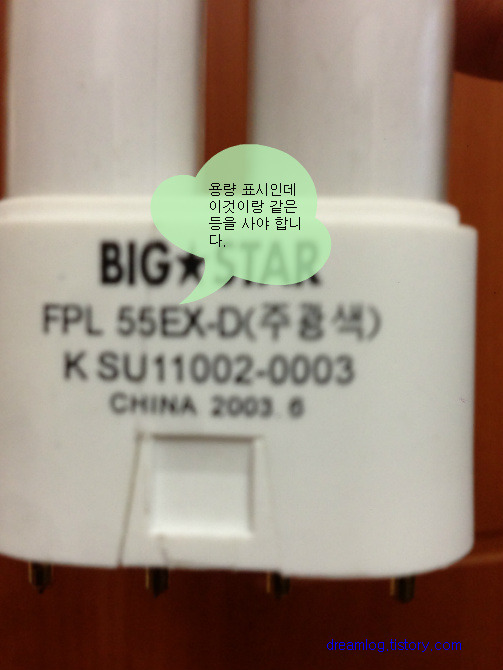 용량 표시인데
이것이랑 같은
등을 사야 합니
다.
BIG★STAR
FPL 55EX-D(주광색)
K SU11002-0003
CHINA 2003.6